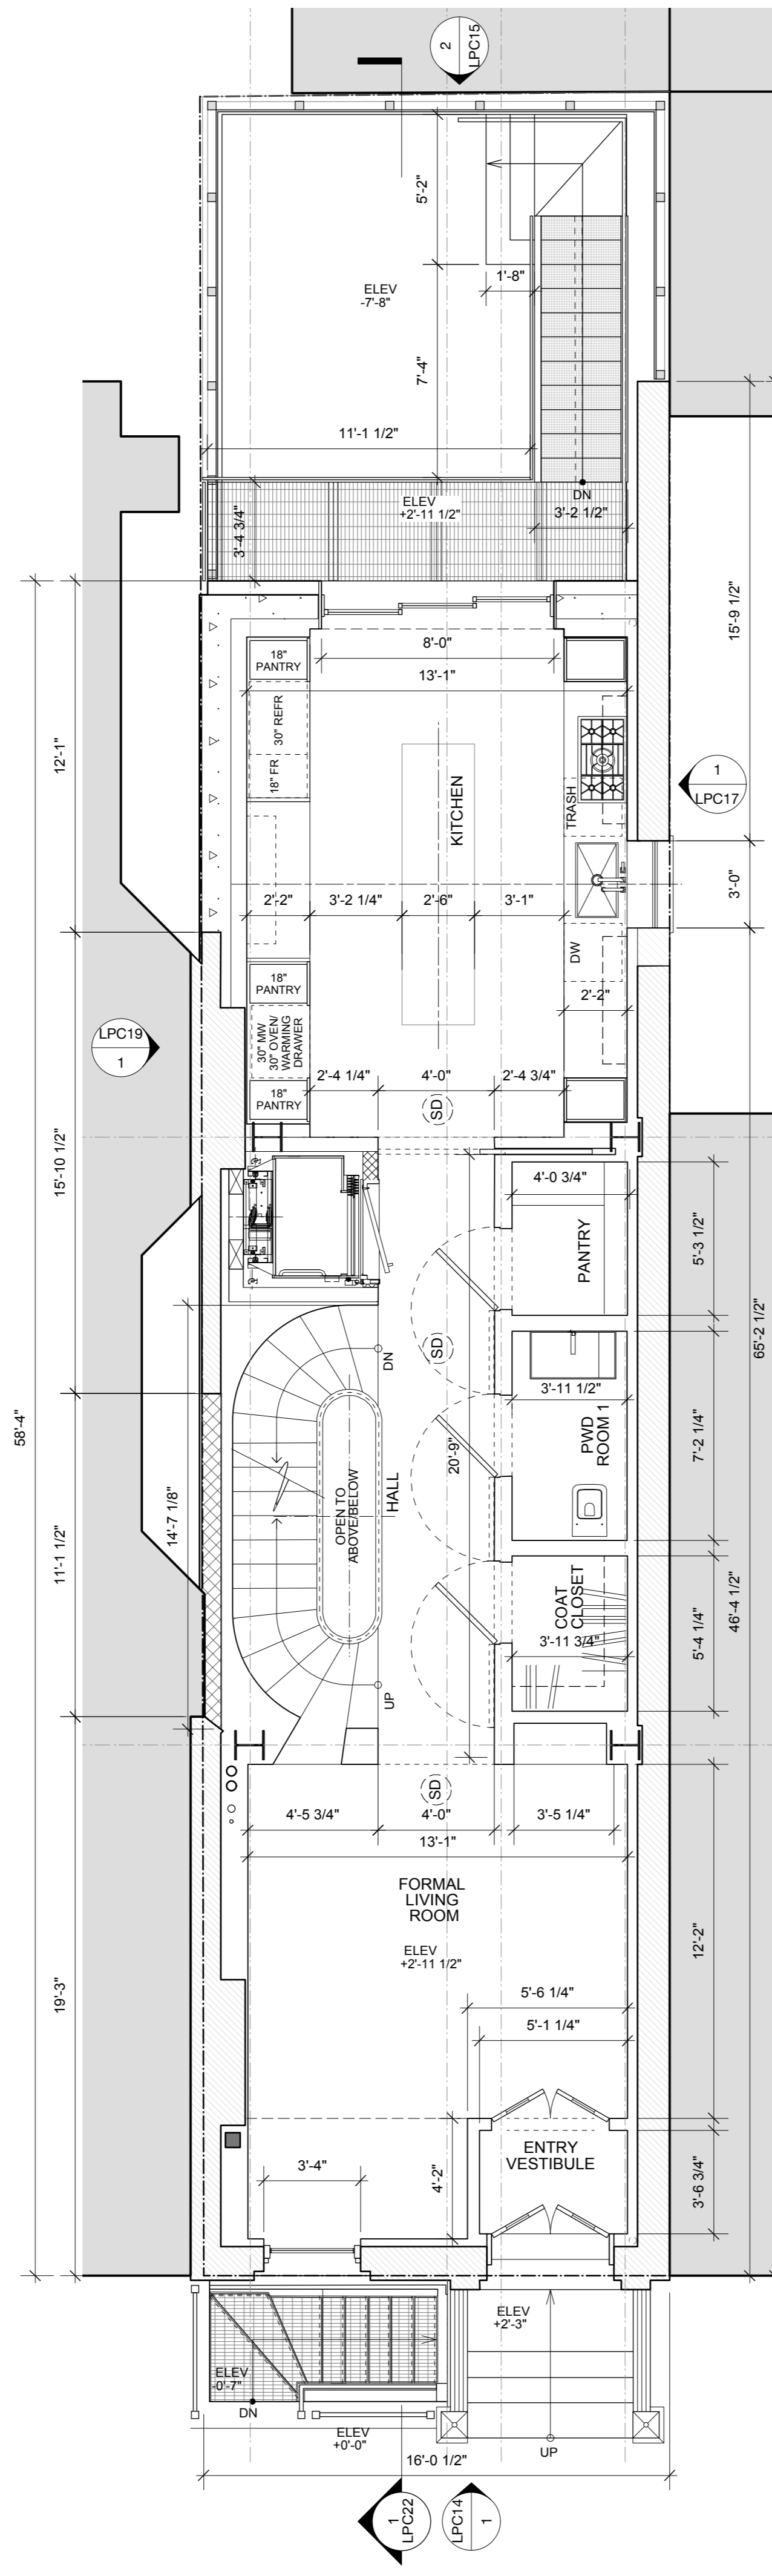 2
LPC15
5'-2"
1'-8"
ELEV
-7'-8"
7'-4"
11'-1 1/2"
DN
ELEV
+2'-11 1/2"
3'-2 1/2"
3'-4 3/4"
8'-0"
13'-1"
18"
PANTRY
30" REFR
18" FR
KITCHEN
TRASH
12'-1"
15'-9 1/2"
1
LPC17
3'-0"
2'-2"
3'-2 1/4"
2'-6"
3'-1"
DW
2'-2"
18"
PANTRY
30" MW
30" OVEN/
WARMING
DRAWER
18"
PANTRY
LPC19
1
2'-4 1/4"
4'-0"
2'-4 3/4"
SD
15'-10 1/2"
4'-0 3/4"
PANTRY
5'-3 1/2"
65'-2 1/2"
SD
DN
3'-11 1/2"
PWD
ROOM 1
7'-2 1/4"
58'-4"
14'-7 1/8"
20'-9"
HALL
OPEN TO
ABOVE/BELOW
11'-1 1/2"
COAT
CLOSET
3'-11 3/4"
5'-4 1/4"
46'-4 1/2"
UP
SD
4'-5 3/4"
4'-0"
3'-5 1/4"
13'-1"
FORMAL
LIVING
ROOM
ELEV
+2'-11 1/2"
12'-2"
19'-3"
5'-6 1/4"
5'-1 1/4"
ENTRY
VESTIBULE
3'-4"
4'-2"
3'-6 3/4"
ELEV
+2'-3"
ELEV
-0'-7"
DN
ELEV
+0'-0"
UP
16'-0 1/2"
1
LPC22
LPC14
1